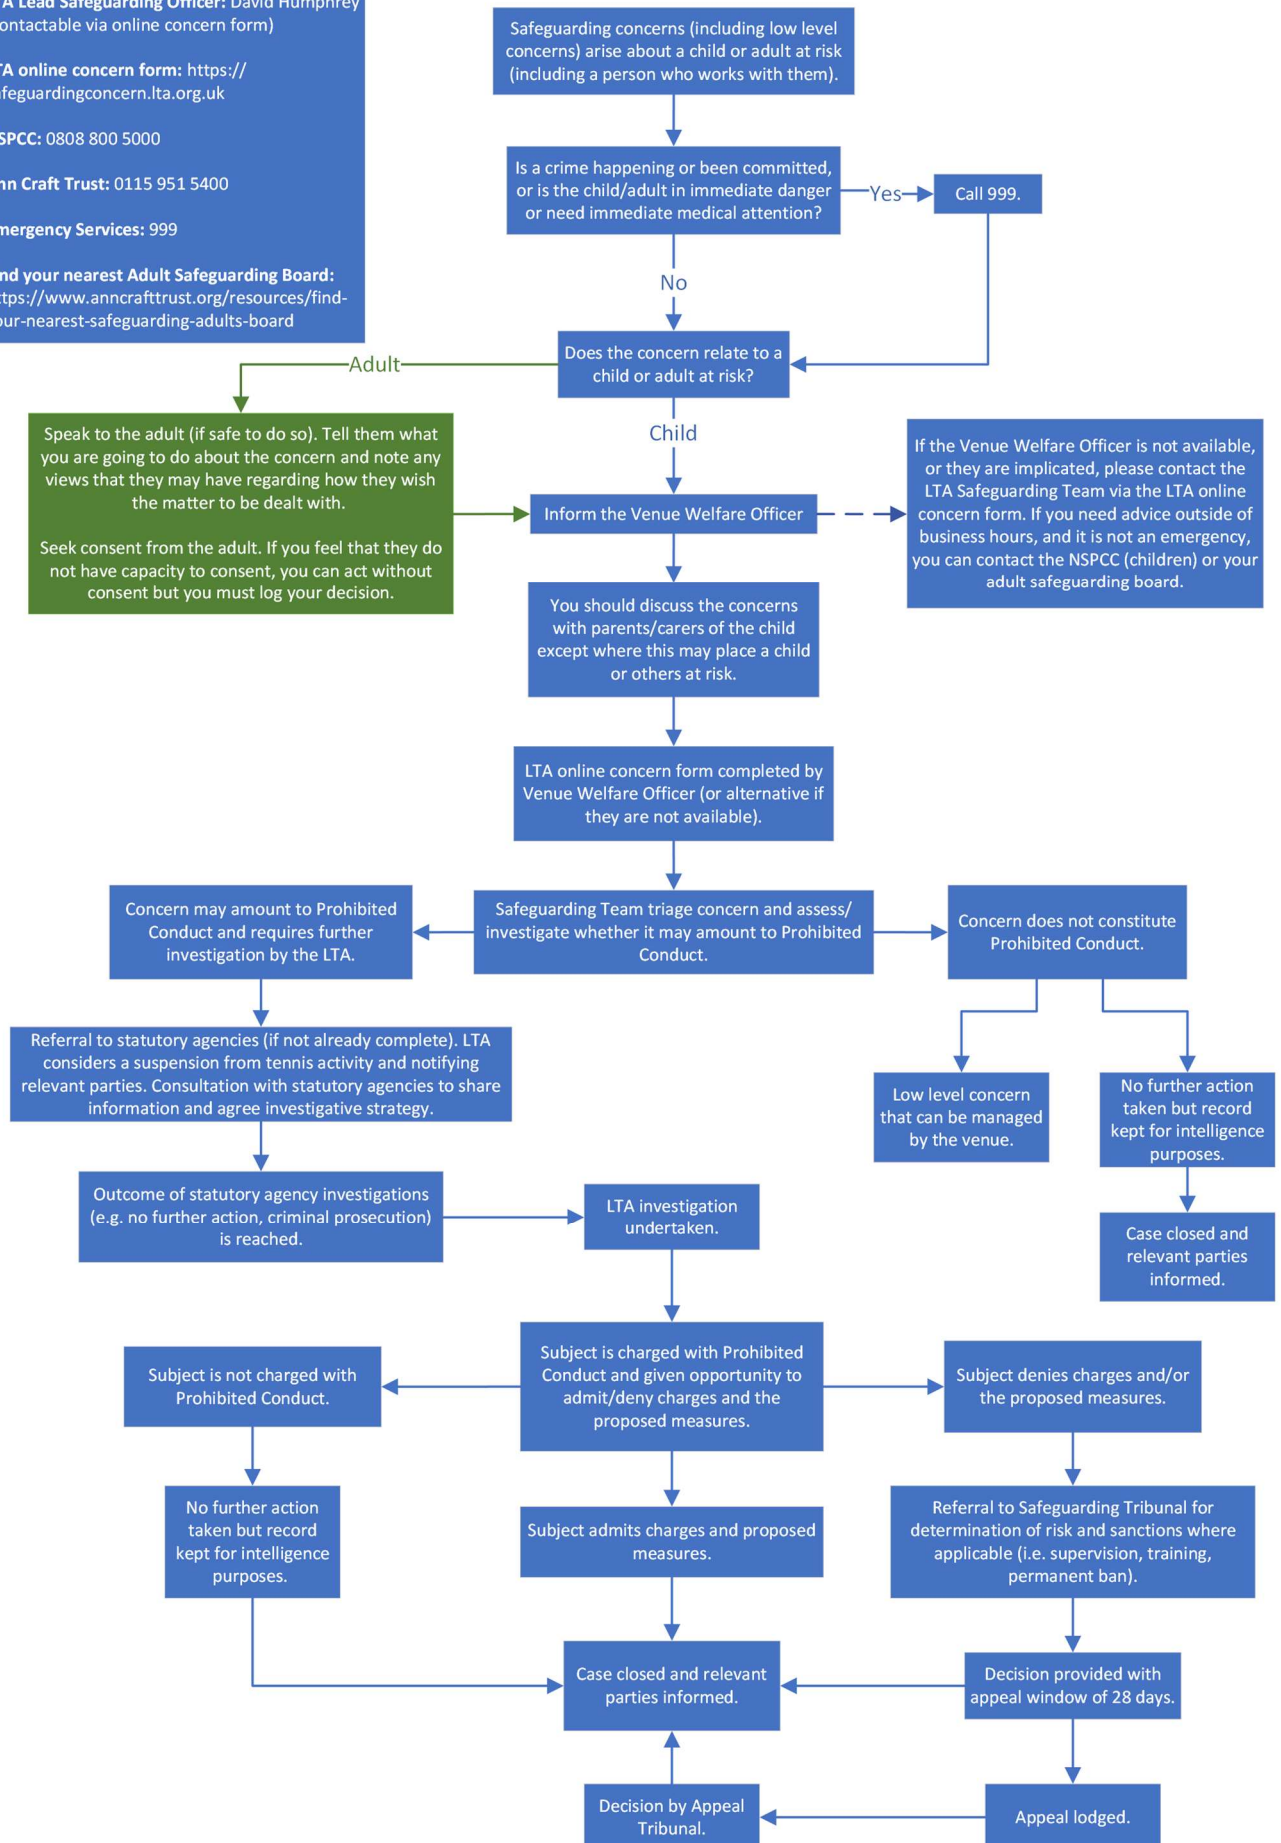 TA Lead Safeguarding Officer: David Humphrey
ontactable via online concern form)
TA online concern form: https://
afeguardingconcern.lta.org.uk
SPCC: 0808 800 5000
nn Craft Trust: 0115 951 5400
mergency Services: 999
nd your nearest Adult Safeguarding Board:
ttps://www.anncrafttrust.org/resources/find-
our-nearest-safeguarding-adults-board
Safeguarding concerns (including low level
concerns) arise about a child or adult at risk
(including a person who works with them).
Is a crime happening or been committed,
or is the child/adult in immediate danger
or need immediate medical attention?
Yes
Call 999.
No
Does the concern relate to a
child or adult at risk?
Adult
Child
Speak to the adult (if safe to do so). Tell them what
you are going to do about the concern and note any
views that they may have regarding how they wish
the matter to be dealt with.
Seek consent from the adult. If you feel that they do
not have capacity to consent, you can act without
consent but you must log your decision.
Inform the Venue Welfare Officer
If the Venue Welfare Officer is not available,
or they are implicated, please contact the
LTA Safeguarding Team via the LTA online
concern form. If you need advice outside of
business hours, and it is not an emergency,
you can contact the NSPCC (children) or your
adult safeguarding board.
You should discuss the concerns
with parents/carers of the child
except where this may place a child
or others at risk.
LTA online concern form completed by
Venue Welfare Officer (or alternative if
they are not available).
Concern may amount to Prohibited
Conduct and requires further
investigation by the LTA.
Safeguarding Team triage concern and assess/
investigate whether it may amount to Prohibited
Conduct.
Concern does not constitute
Prohibited Conduct.
Referral to statutory agencies (if not already complete). LTA
considers a suspension from tennis activity and notifying
relevant parties. Consultation with statutory agencies to share
information and agree investigative strategy.
Low level concern
that can be managed
by the venue.
No further action
taken but record
kept for intelligence
purposes.
Outcome of statutory agency investigations
(e.g. no further action, criminal prosecution)
is reached.
LTA investigation
undertaken.
Case closed and
relevant parties
informed.
Subject is not charged with
Prohibited Conduct.
Subject is charged with Prohibited
Conduct and given opportunity to
admit/deny charges and the
proposed measures.
Subject denies charges and/or
the proposed measures.
No further action
taken but record
kept for intelligence
purposes.
Subject admits charges and proposed
measures.
Referral to Safeguarding Tribunal for
determination of risk and sanctions where
applicable (i.e. supervision, training,
permanent ban).
Case closed and relevant
parties informed.
Decision provided with
appeal window of 28 days.
Decision by Appeal
Tribunal.
Appeal lodged.